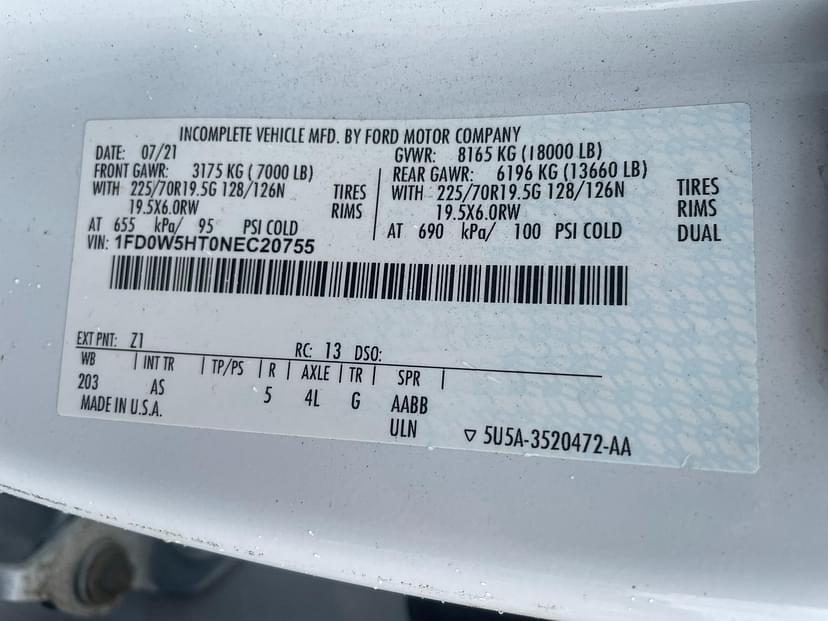 INCOMPLETE VEHICLE MFD. BY FORD MOTOR COMPANY
DATE: 07/21 GVWR: 8165 KG (18000 LB)
FRONT GAWR: 3175 KG ( 7000 LB) REAR GAWR: 6196 KG (13660 LB)
WITH 225/70R19.5G 128/126N TIRES WITH 225/70R19.5G 128/126N TIRES
19.5X6.0RW RIMS 19.5X6.0RW RIMS
AT 655 kPa/ 95 PSI COLD AT 690 kPa/ 100 PSI COLD DUAL
VIN: 1FD0W5HT0NEC20755
EXT PNT: Z1 RC: 13 DSO:
WB INT TR TP/PS R AXLE TR SPR
203 AS 5 4L G AABB
MADE IN U.S.A. ULN ▽ 5U5A-3520472-AA